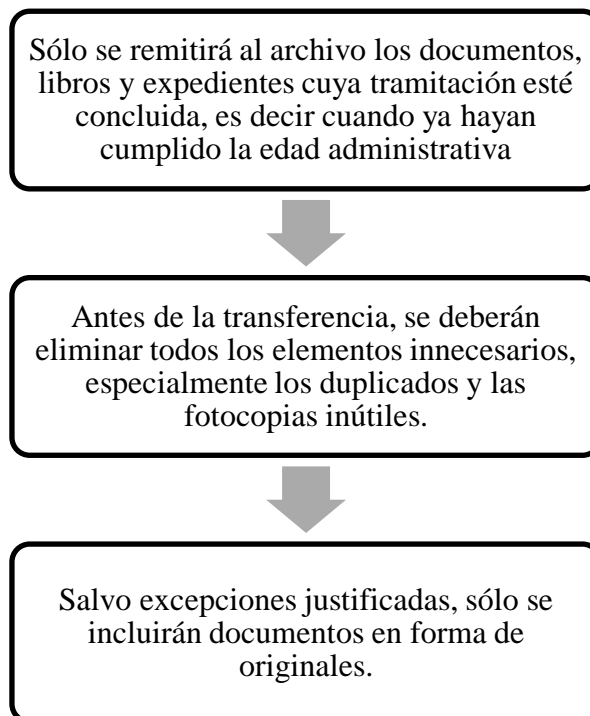 Sólo se remitirá al archivo los documentos,
libros y expedientes cuya tramitación esté
concluida, es decir cuando ya hayan
cumplido la edad administrativa
Antes de la transferencia, se deberán
eliminar todos los elementos innecesarios,
especialmente los duplicados y las
fotocopias inútiles.
Salvo excepciones justificadas, sólo se
incluirán documentos en forma de
originales.